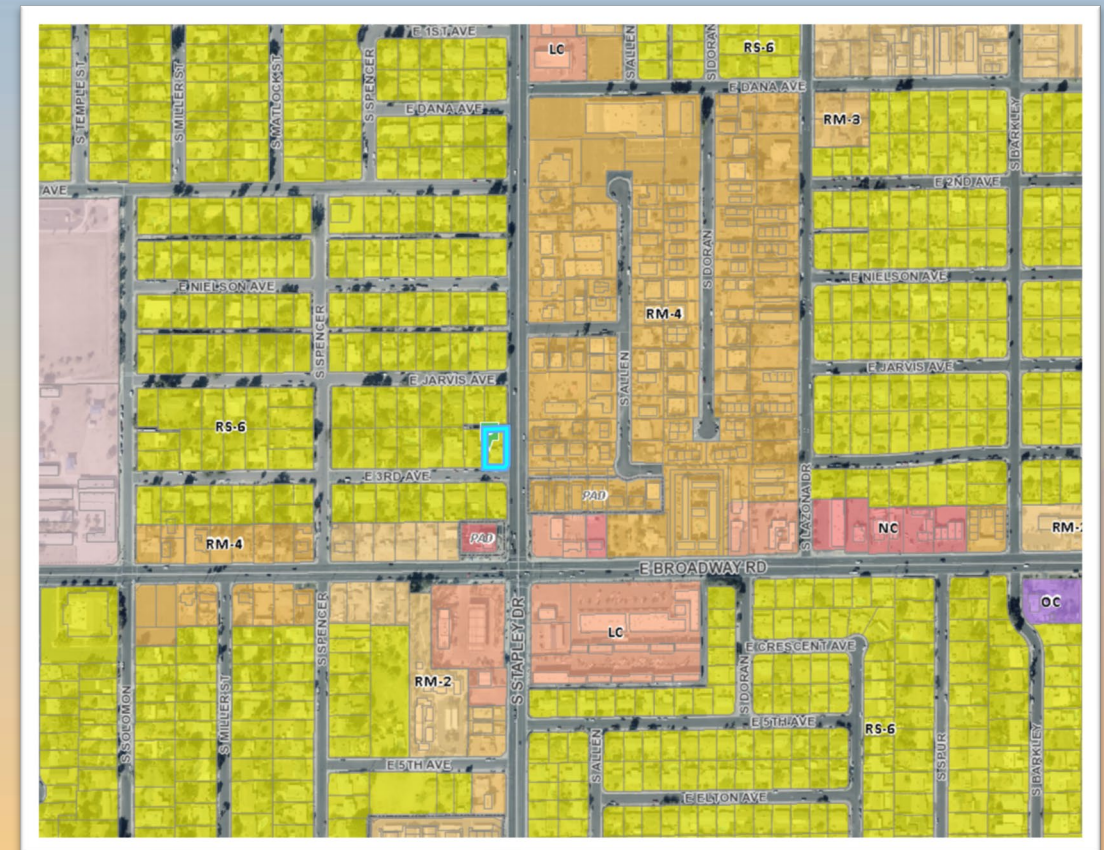 E 1ST AVE
LC
S ALLEN
S DORAN
RS-6
S TEMPLE ST
S MILLER ST
S MATLOCK ST
S SPENCER
E DANA AVE
E DANA AVE
RM-3
S BARKLEY
AVE
E 2ND AVE
E NIELSON AVE
E NIELSON AVE
S DORAN
RM-4
S SPENCER
S ALLEN
E JARVIS AVE
E JARVIS AVE
RS-6
E 3RD AVE
PAD
S LAZONA DR
RM-4
PAD
NC
RM-2
E BROADWAY RD
OC
S STAPLEY DR
S SPENCER
LC
E CRESCENT AVE
S DORAN
RM-2
S SOLOMON
S MILLER ST
E 5TH AVE
RS-6
S ALLEN
S SPUR
S BARKLEY
E 5TH AVE
E ELTON AVE